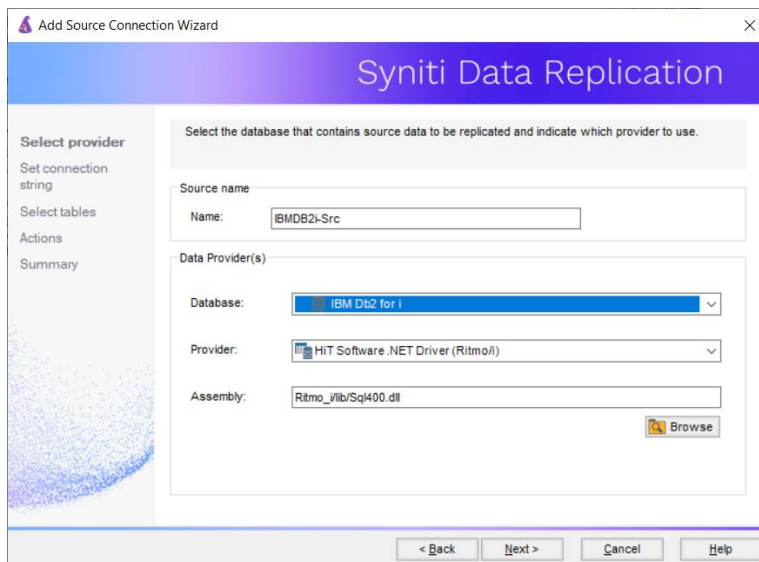 Add Source Connection Wizard
Syniti Data Replication
Select provider
Set connection
string
Select tables
Actions
Summary
Select the database that contains source data to be replicated and indicate which provider to use.
Source name
Name:
IBMDB2i-Src
Data Provider(s)
Database:
IBM Db2 for i
Provider:
HiT Software .NET Driver (Ritmo/i)
Assembly:
Ritmo_i/lib/Sql400.dll
Browse
< Back
Next >
Cancel
Help